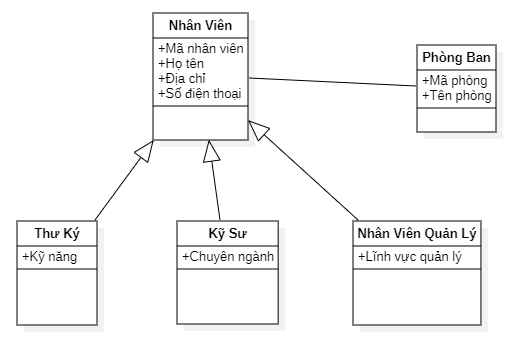 Nhân Viên
+Mã nhân viên
+Họ tên
+Địa chỉ
+Số điện thoại
Phòng Ban
+Mã phòng
+Tên phòng
Thư Ký
+Kỹ năng
Kỹ Sư
+Chuyên ngành
Nhân Viên Quản Lý
+Lĩnh vực quản lý